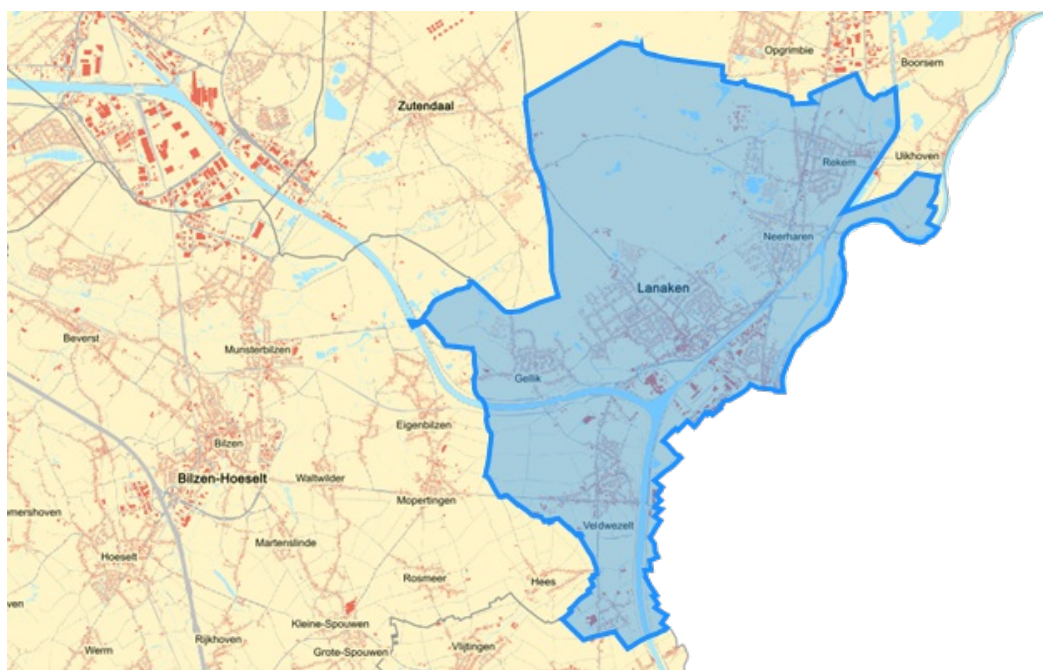 Opgrimbie
Boorsem
Zutendaal
Rekem
Uikhoven
Neerharen
Lanaken
Beverst
Munsterbilzen
Gellik
Eigenbilzen
Bilzen
Bilzen-Hoeselt
Waltwilder
Mopertingen
Veldwezelt
Martenslinde
Hoeselt
Rosmeer
Hees
Kleine-Spouwen
Rijkhoven
Werm
Grote-Spouwen
Vlijtingen